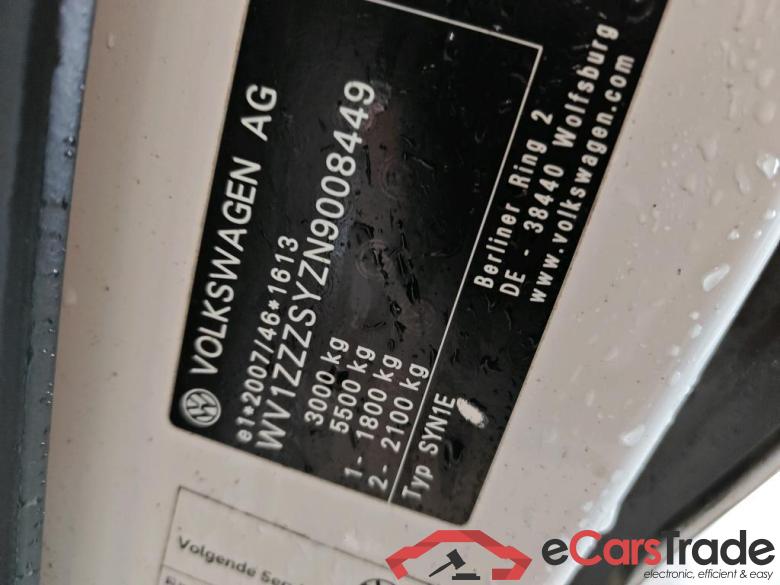 VOLKSWAGEN AG
e1*2007/46*1613
WV1ZZZSYZN9008449
3000 kg
5500 kg
1- 1800 kg
2- 2100 kg
Typ SYN1E
Berliner Ring 2
DE - 38440 Wolfsburg
www.volkswagen.com
Volgende
eCarsTrade
electronic, efficient & easy